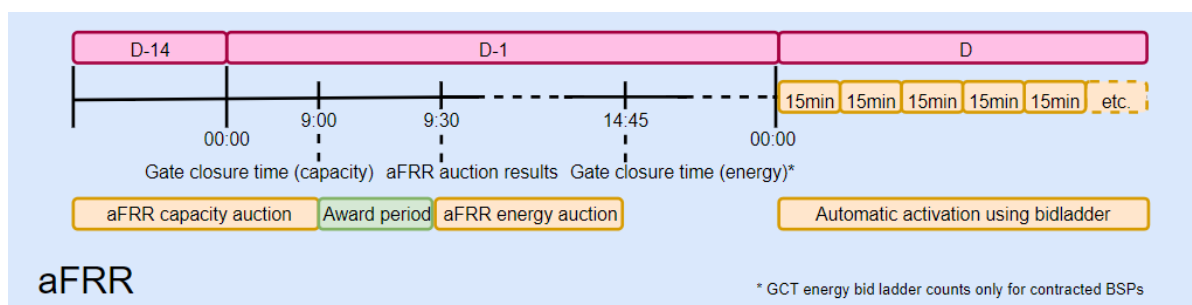 D-14
D-1
D
15min 15min 15min 15min 15min etc.
00:00 9:00 9:30 14:45 00:00
Gate closure time (capacity) aFRR auction results Gate closure time (energy)*
aFRR capacity auction Award period aFRR energy auction Automatic activation using bidladder
aFRR
* GCT energy bid ladder counts only for contracted BSPs